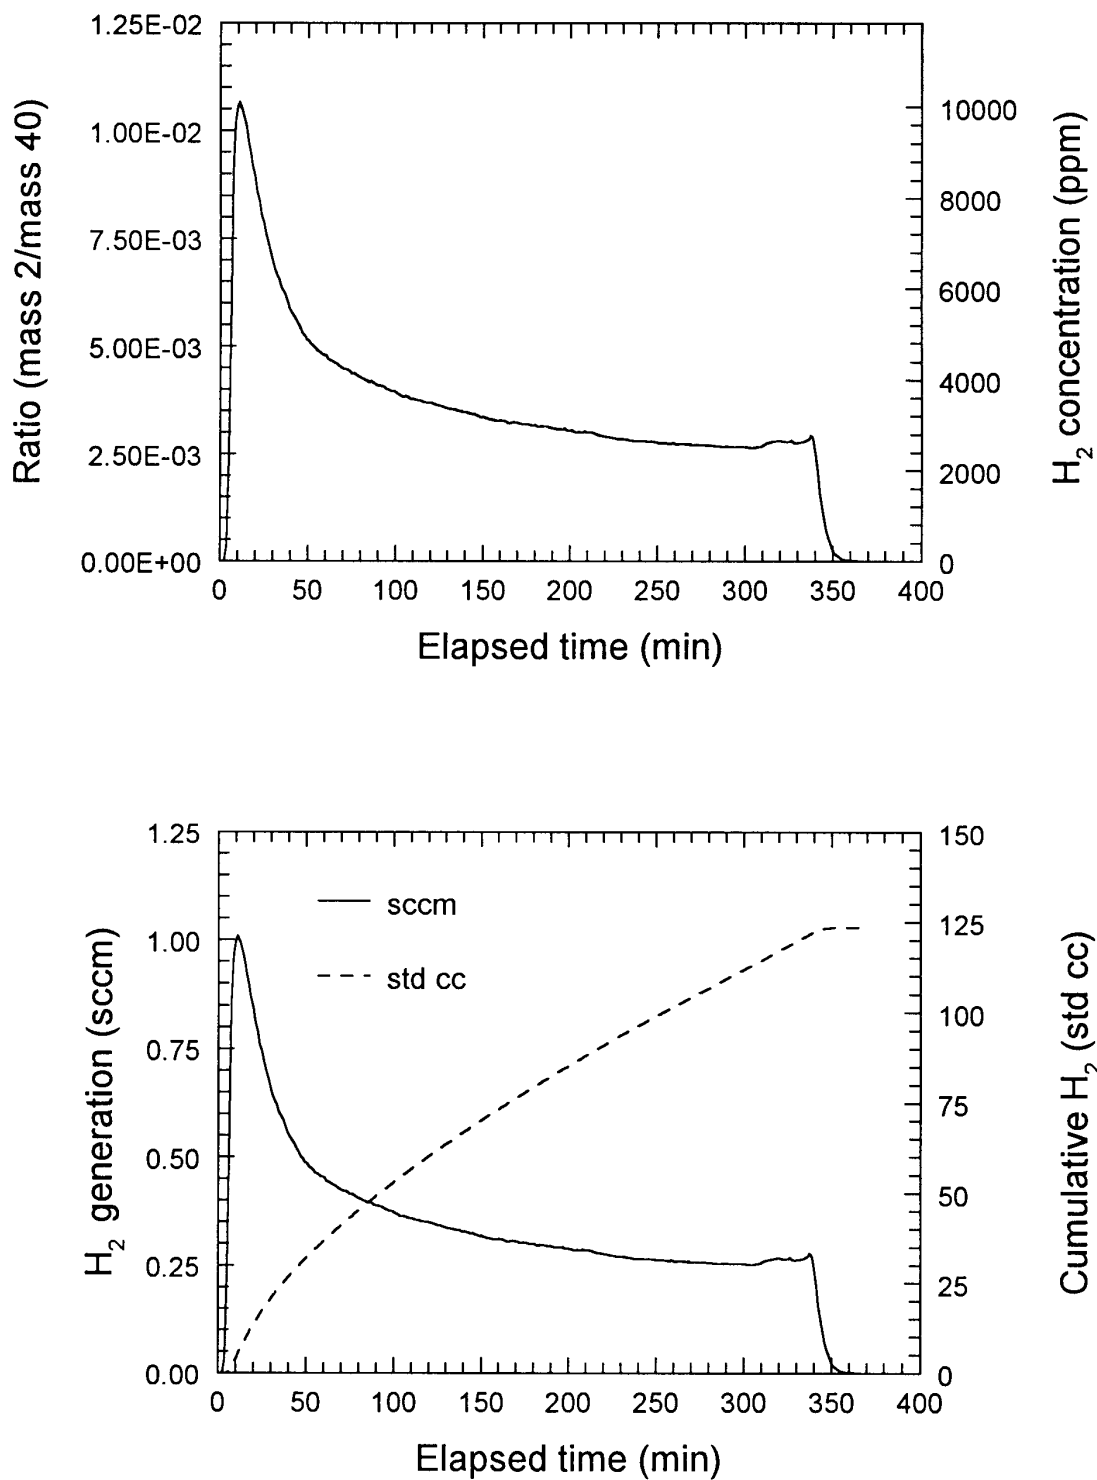 1.25E-02
1.00E-02
7.50E-03
5.00E-03
2.50E-03
0.00E+00
Ratio (mass 2/mass 40)
10000
8000
6000
4000
2000
0
H₂ concentration (ppm)
0 50 100 150 200 250 300 350 400
Elapsed time (min)
1.25
1.00
0.75
0.50
0.25
0.00
H₂ generation (sccm)
sccm
std cc
150
125
100
75
50
25
0
Cumulative H₂ (std cc)
0 50 100 150 200 250 300 350 400
Elapsed time (min)